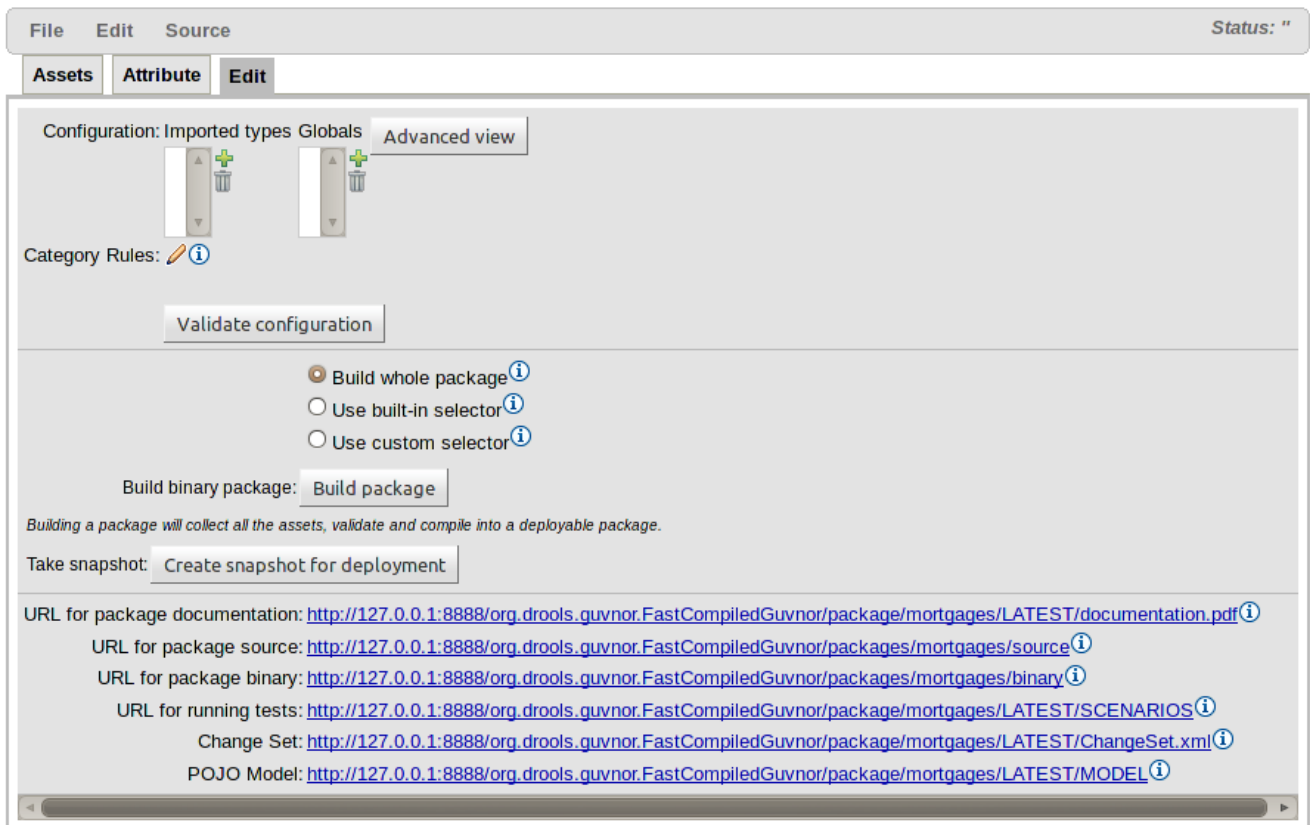 File Edit Source Status: "
Assets Attribute Edit
Configuration: Imported types Globals Advanced view
Category Rules:
Validate configuration
Build whole package
Use built-in selector
Use custom selector
Build binary package: Build package
Building a package will collect all the assets, validate and compile into a deployable package.
Take snapshot: Create snapshot for deployment
URL for package documentation: http://127.0.0.1:8888/org.drools.guvnor.FastCompiledGuvnor/package/mortgages/LATEST/documentation.pdf
URL for package source: http://127.0.0.1:8888/org.drools.guvnor.FastCompiledGuvnor/packages/mortgages/source
URL for package binary: http://127.0.0.1:8888/org.drools.guvnor.FastCompiledGuvnor/packages/mortgages/binary
URL for running tests: http://127.0.0.1:8888/org.drools.guvnor.FastCompiledGuvnor/package/mortgages/LATEST/SCENARIOS
Change Set: http://127.0.0.1:8888/org.drools.guvnor.FastCompiledGuvnor/package/mortgages/LATEST/ChangeSet.xml
POJO Model: http://127.0.0.1:8888/org.drools.guvnor.FastCompiledGuvnor/package/mortgages/LATEST/MODEL